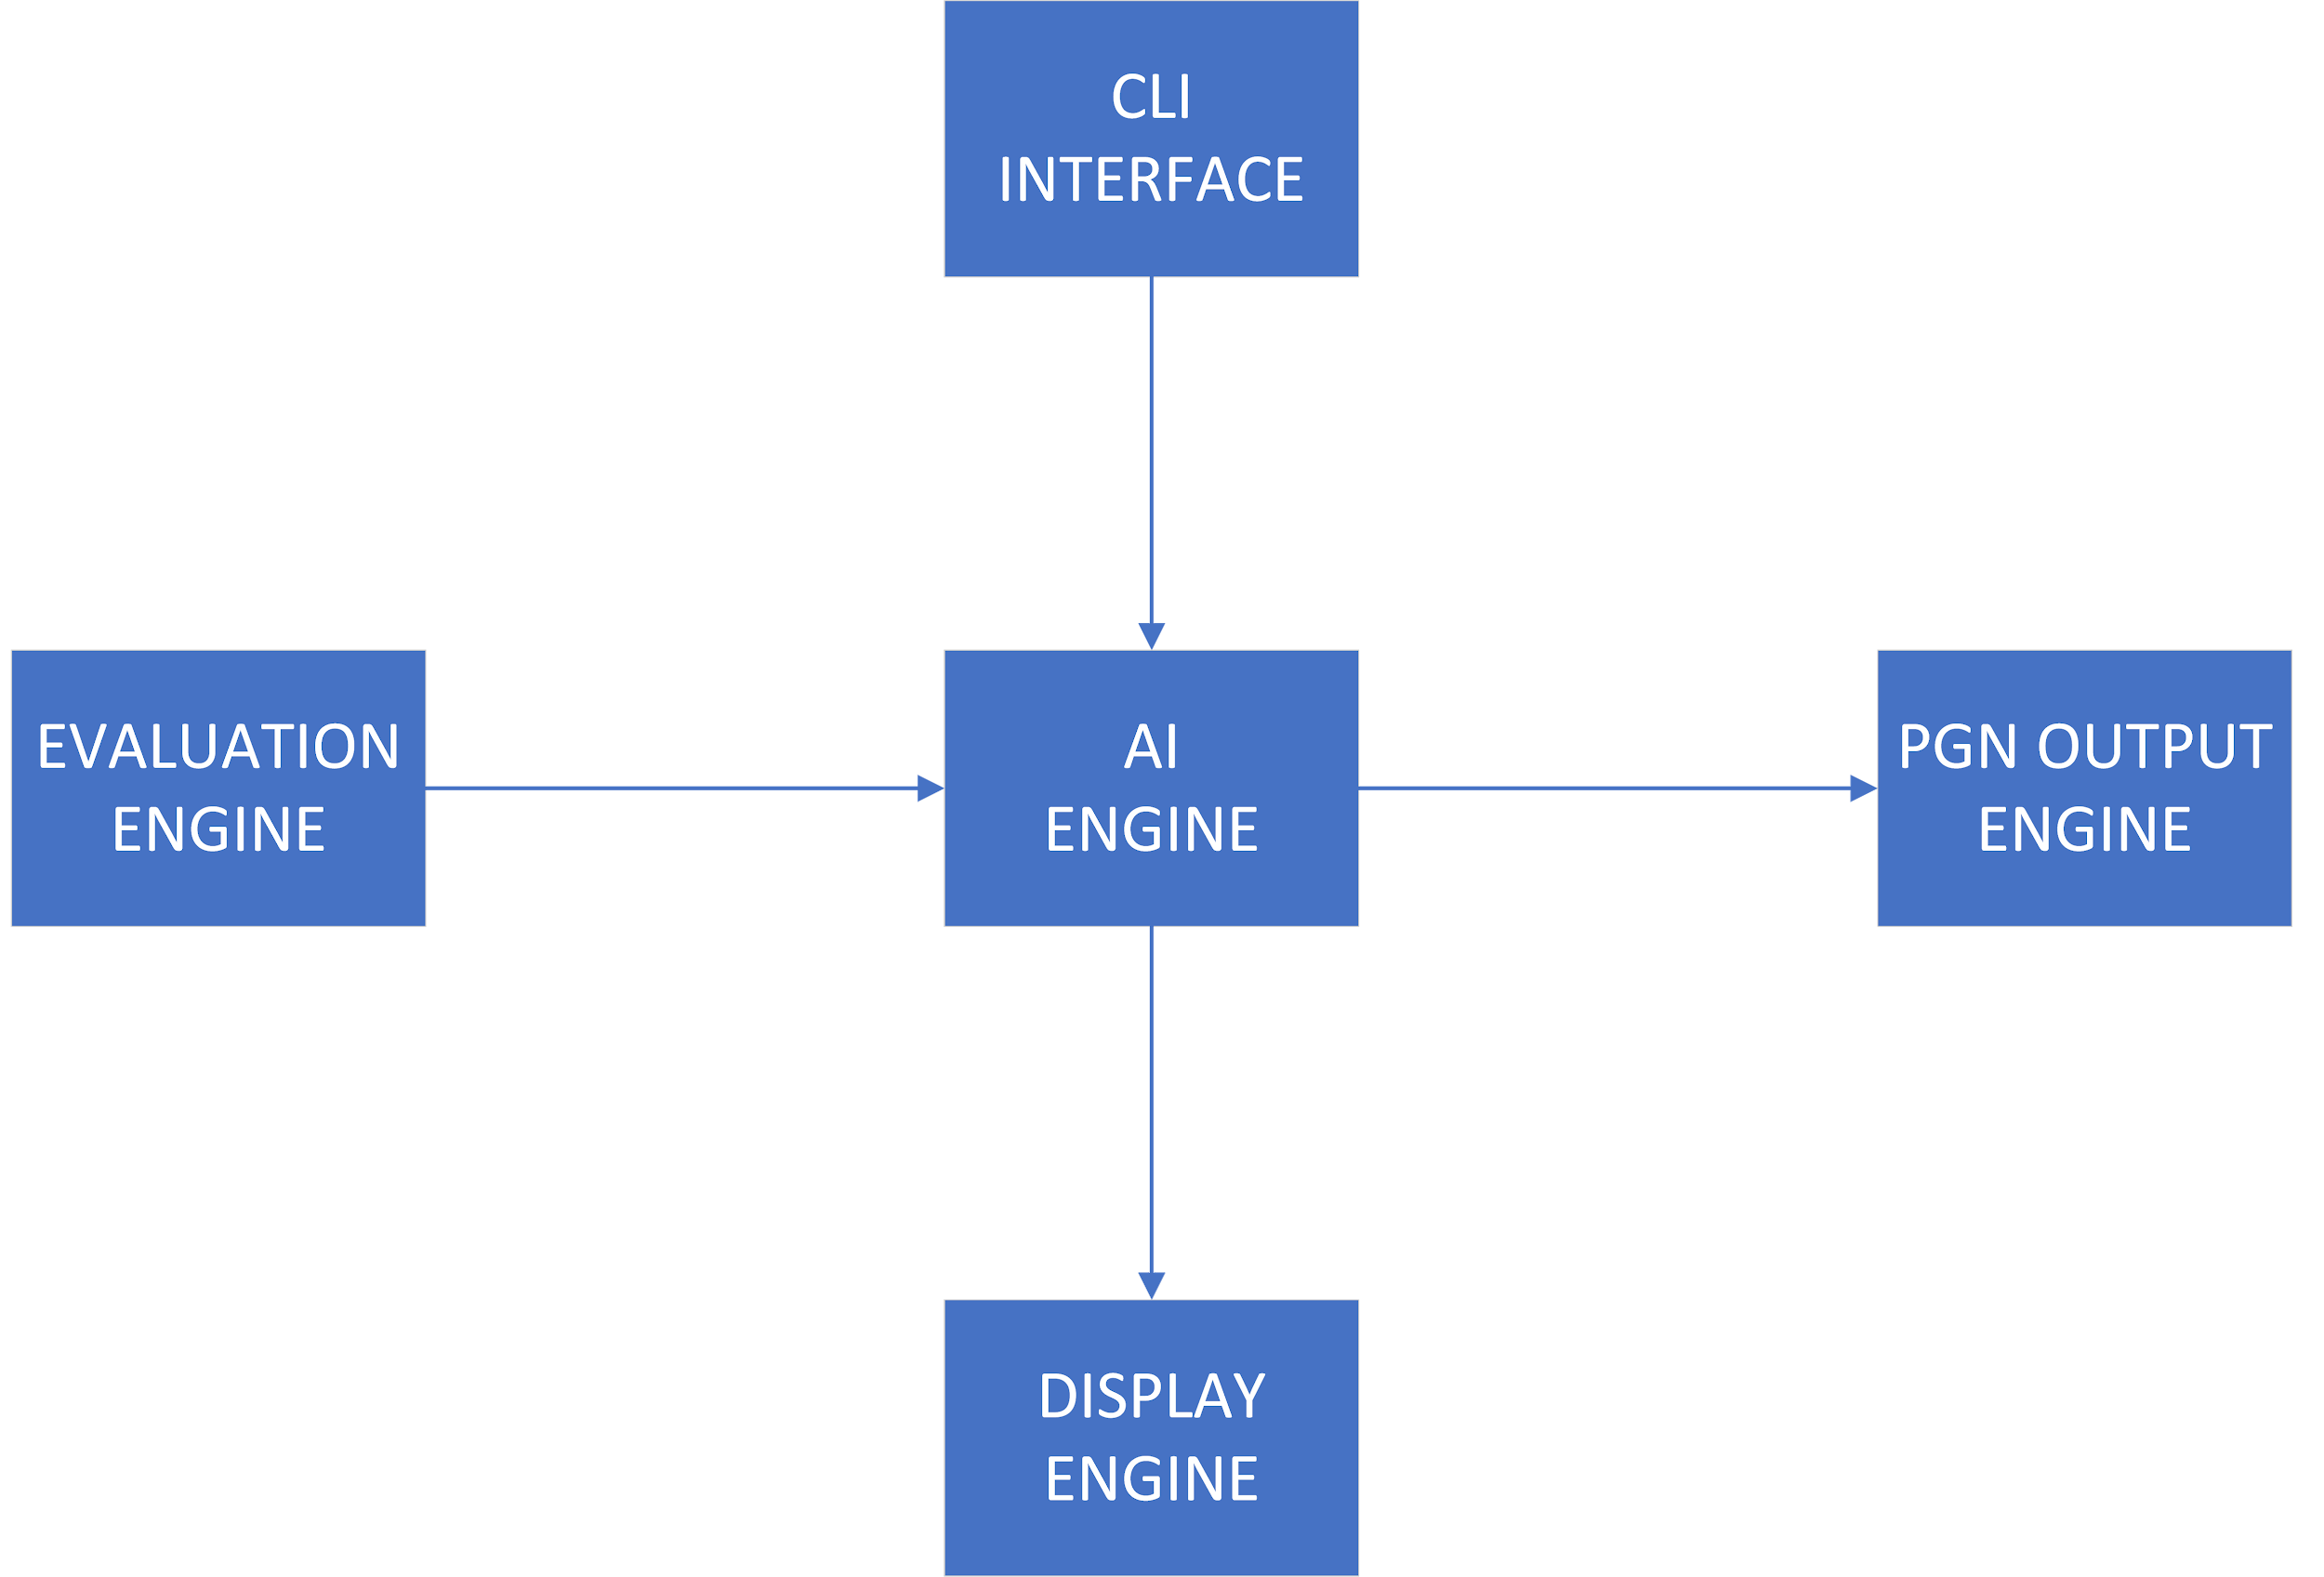 CLI
INTERFACE
EVALUATION
ENGINE
AI
ENGINE
PGN OUTPUT
ENGINE
DISPLAY
ENGINE